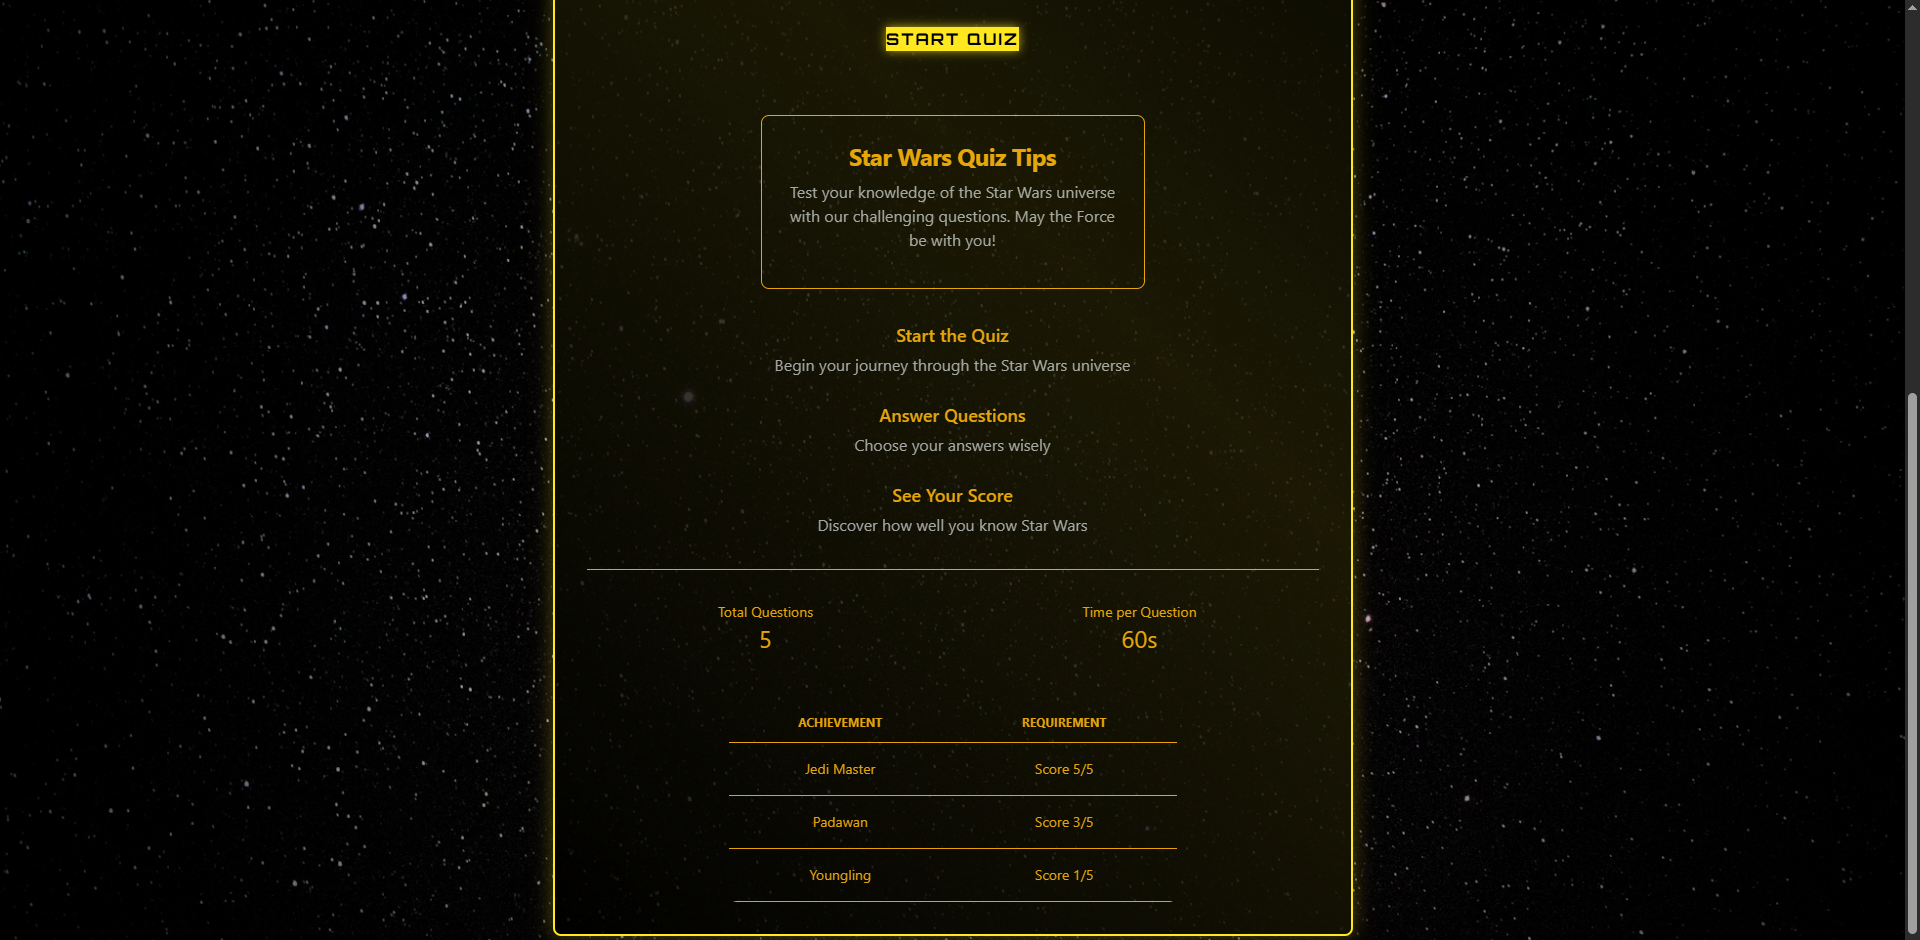 START QUIZ
Star Wars Quiz Tips
Test your knowledge of the Star Wars universe
with our challenging questions. May the Force
be with you!
Start the Quiz
Begin your journey through the Star Wars universe
Answer Questions
Choose your answers wisely
See Your Score
Discover how well you know Star Wars
Total Questions
5
Time per Question
60s
ACHIEVEMENT REQUIREMENT
Jedi Master Score 5/5
Padawan Score 3/5
Youngling Score 1/5